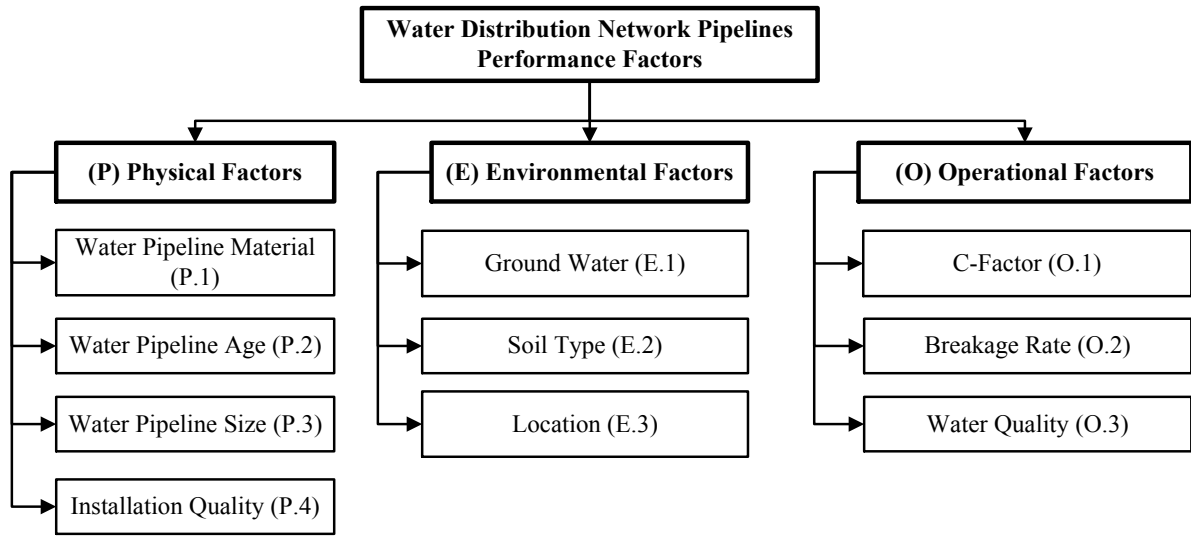 Water Distribution Network Pipelines
Performance Factors
(P) Physical Factors
Water Pipeline Material
(P.1)
Water Pipeline Age (P.2)
Water Pipeline Size (P.3)
Installation Quality (P.4)
(E) Environmental Factors
Ground Water (E.1)
Soil Type (E.2)
Location (E.3)
(O) Operational Factors
C-Factor (O.1)
Breakage Rate (O.2)
Water Quality (O.3)